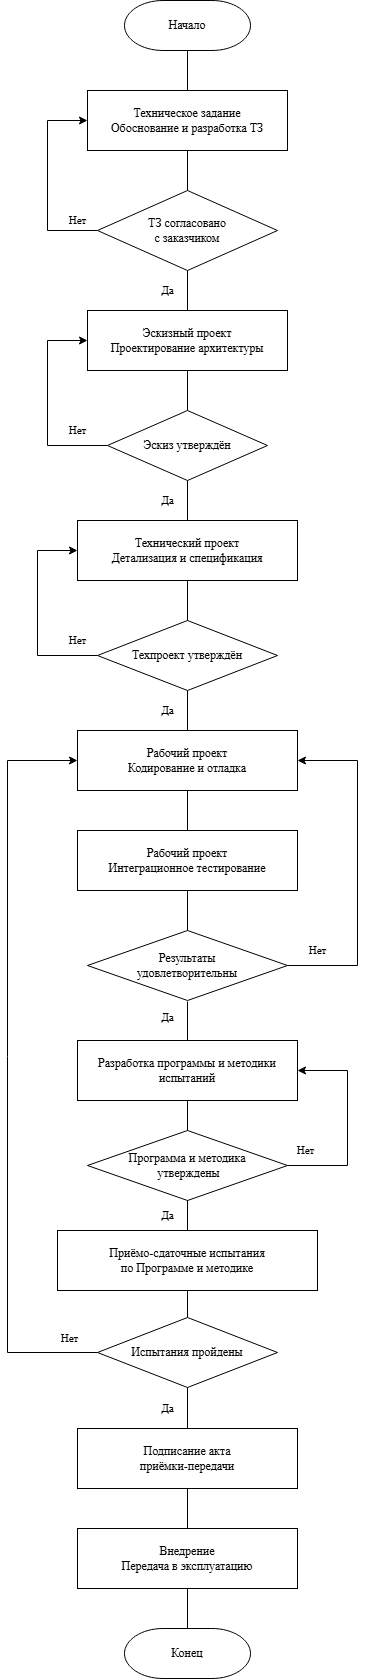 Начало
Техническое задание
Обоснование и разработка ТЗ
Нет
ТЗ согласовано
с заказчиком
Да
Эскизный проект
Проектирование архитектуры
Нет
Эскиз утверждён
Да
Технический проект
Детализация и спецификация
Нет
Техпроект утверждён
Да
Рабочий проект
Кодирование и отладка
Рабочий проект
Интеграционное тестирование
Нет
Результаты
удовлетворительны
Да
Разработка программы и методики
испытаний
Нет
Программа и методика
утверждены
Да
Приёмо-сдаточные испытания
по Программе и методике
Нет
Испытания пройдены
Да
Подписание акта
приёмки-передачи
Внедрение
Передача в эксплуатацию
Конец